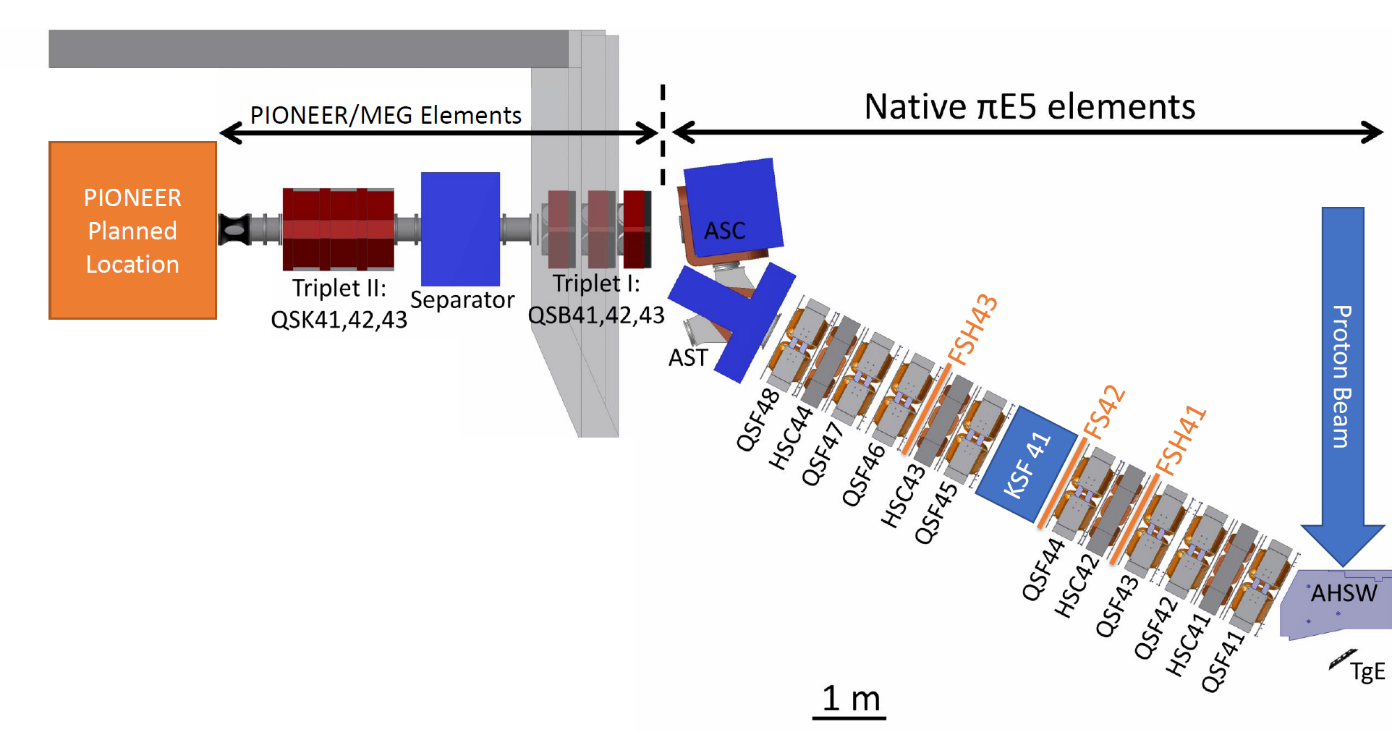 PIONEER/MEG Elements
Native πE5 elements
PIONEER
Planned
Location
Triplet II:
QSK41,42,43
Separator
Triplet I:
QSB41,42,43
ASC
AST
QSF48
HSC44
QSF47
QSF46
FSH43
HSC43
QSF45
KSF 41
FS42
QSF44
HSC42
FSH41
QSF43
QSF42
HSC41
QSF41
Proton Beam
AHSW
TgE
1 m